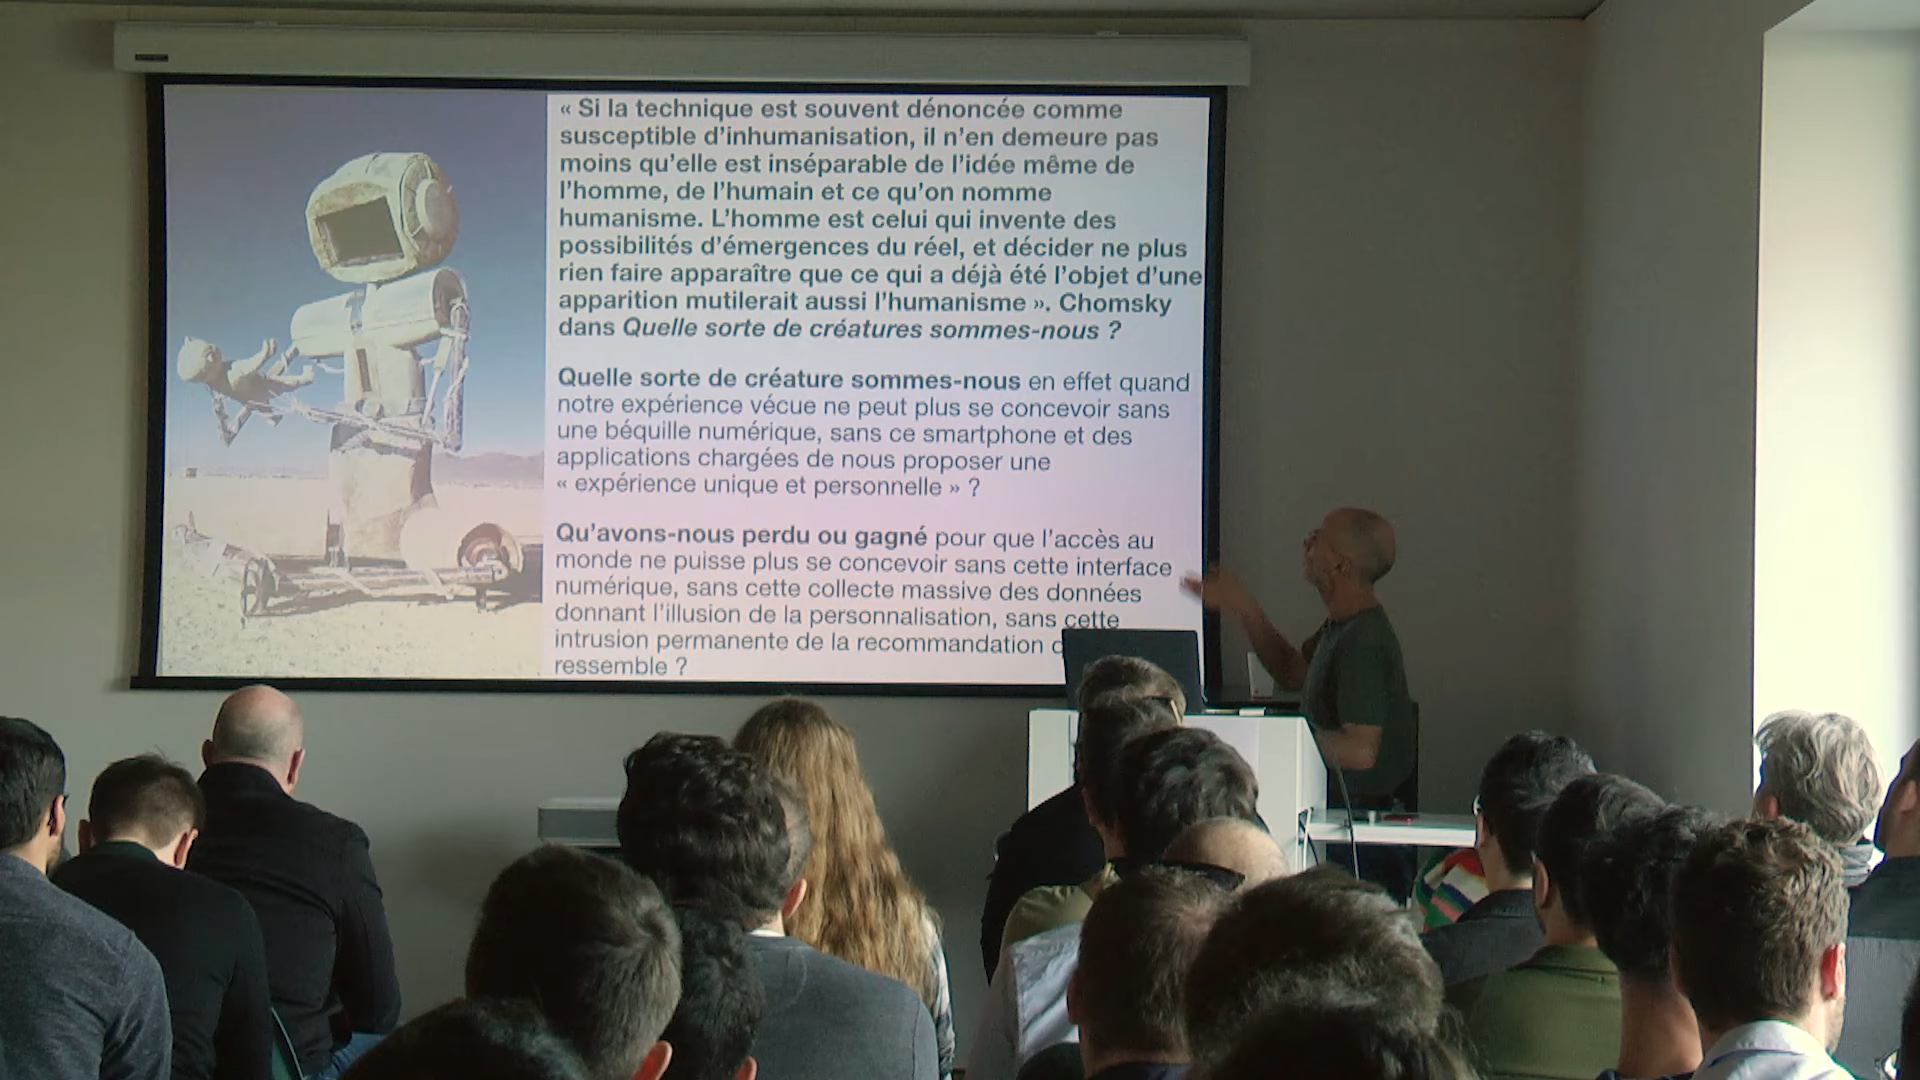 « Si la technique est souvent dénoncée comme
susceptible d’inhumanisation, il n’en demeure pas
moins qu’elle est inséparable de l’idée même de
l’homme, de l’humain et ce qu’on nomme
humanisme. L’homme est celui qui invente des
possibilités d’émergences du réel, et décider ne plus
rien faire apparaître que ce qui a déjà été l’objet d’une
apparition mutilerait aussi l’humanisme ». Chomsky
dans Quelle sorte de créatures sommes-nous ?
Quelle sorte de créature sommes-nous en effet quand
notre expérience vécue ne peut plus se concevoir sans
une béquille numérique, sans ce smartphone et des
applications chargées de nous proposer une
« expérience unique et personnelle » ?
Qu’avons-nous perdu ou gagné pour que l’accès au
monde ne puisse plus se concevoir sans cette interface
numérique, sans cette collecte massive des données
donnant l’illusion de la personnalisation, sans cette
intrusion permanente de la recommandation
ressemble ?